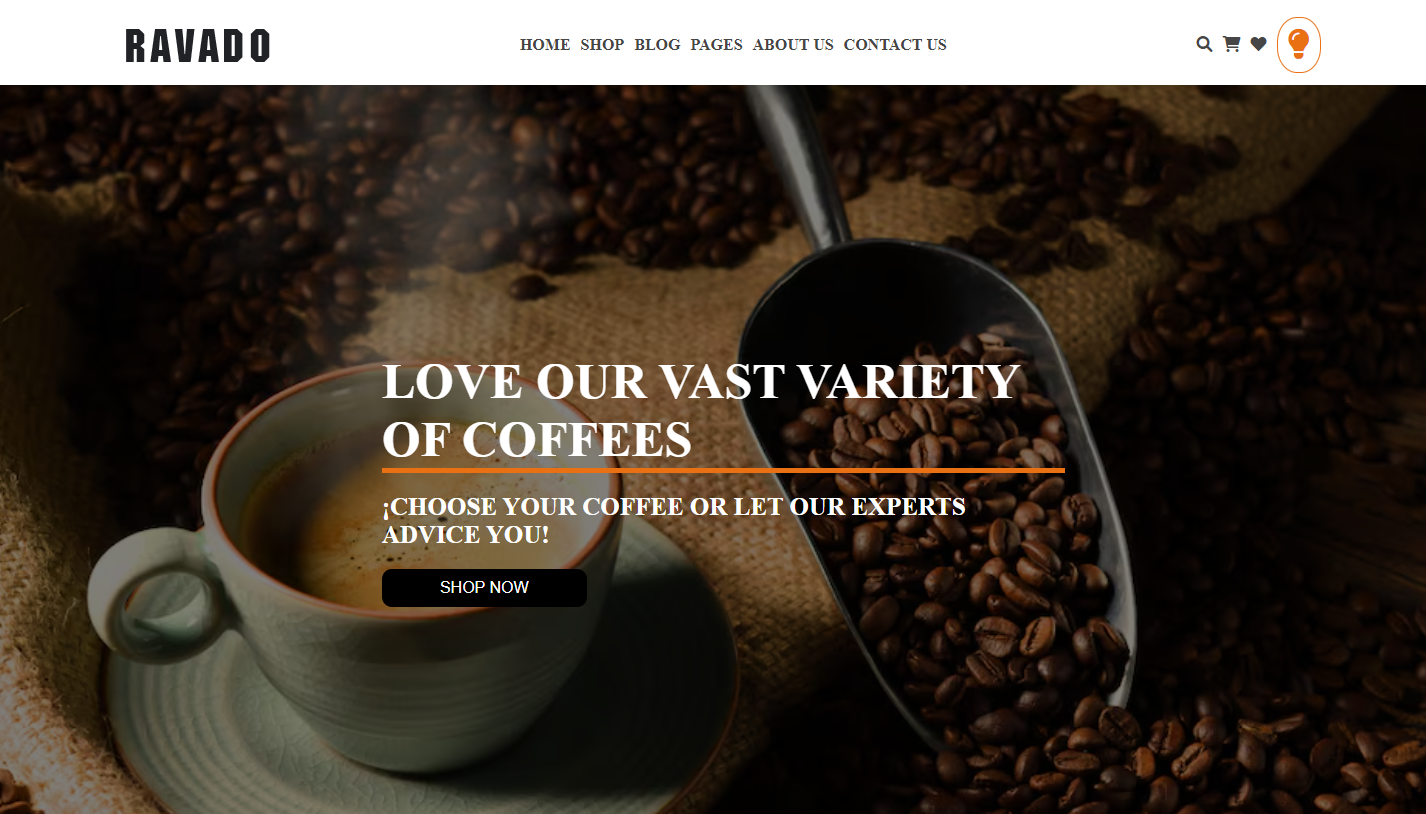 RAVADO
HOME SHOP BLOG PAGES ABOUT US CONTACT US
LOVE OUR VAST VARIETY
OF COFFEES
¡CHOOSE YOUR COFFEE OR LET OUR EXPERTS
ADVICE YOU!
SHOP NOW